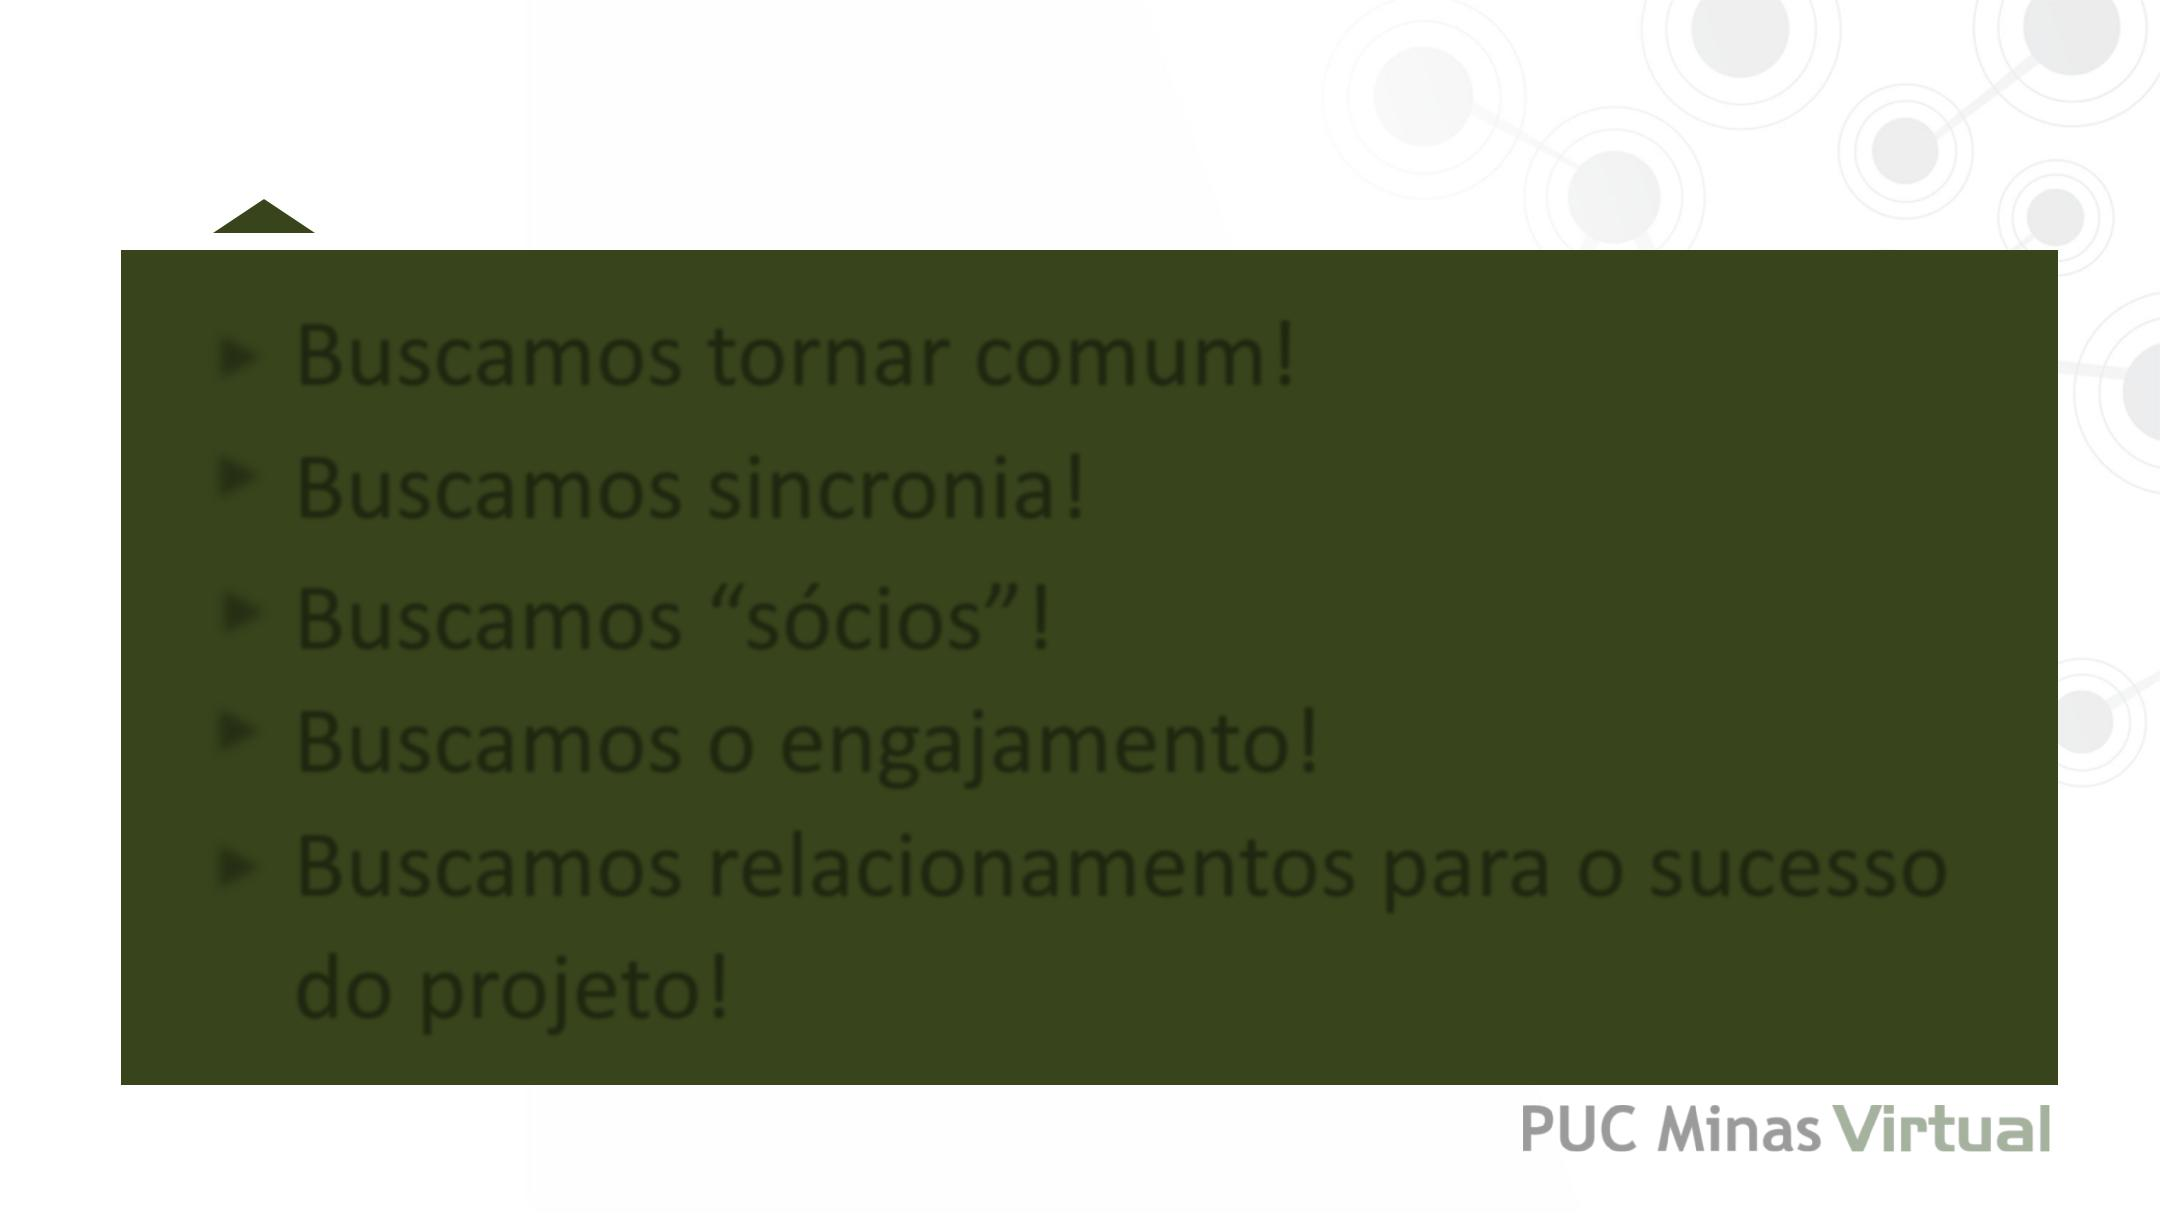 Buscamos tornar comum!
Buscamos sincronia!
Buscamos “sócios”!
Buscamos o engajamento!
Buscamos relacionamentos para o sucesso
do projeto!
PUC Minas Virtual